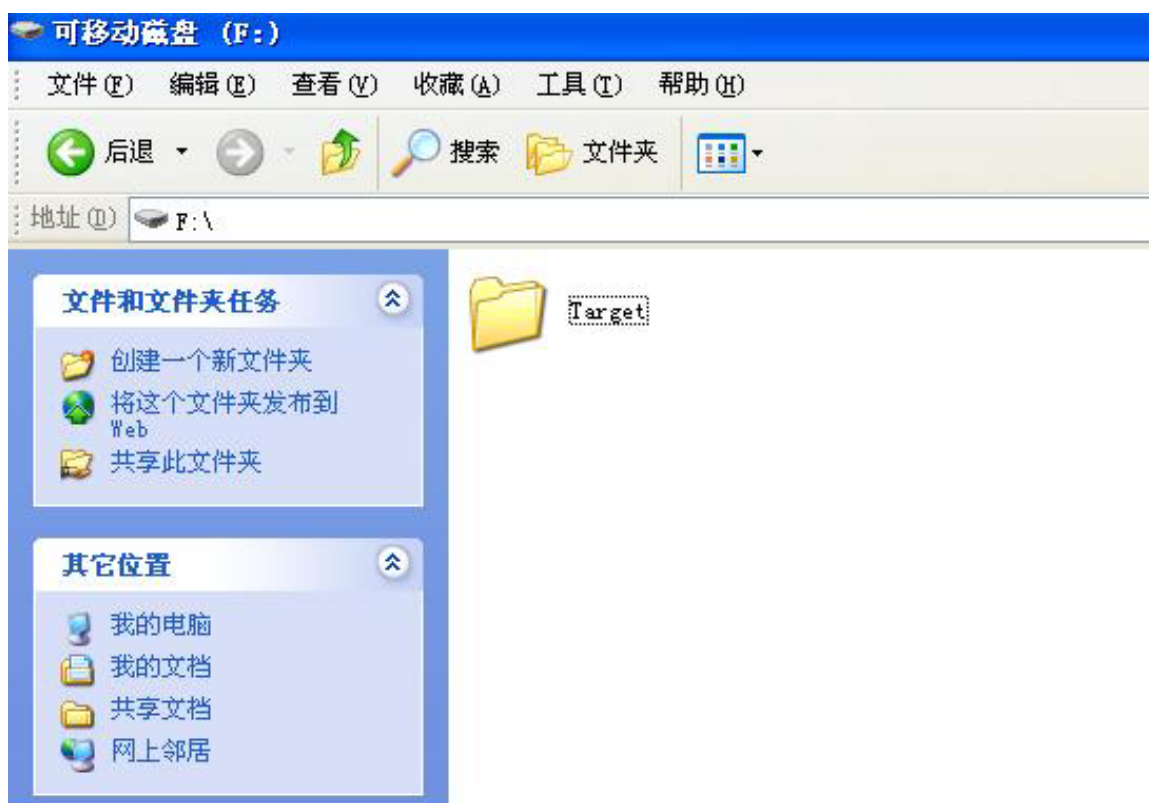 可移动磁盘 (F:)
文件(F) 编辑(E) 查看(V) 收藏(A) 工具(T) 帮助(H)
后退 搜索 文件夹
地址(D) F:\
文件和文件夹任务
创建一个新文件夹
将这个文件夹发布到
Web
共享此文件夹
其它位置
我的电脑
我的文档
共享文档
网上邻居
Target